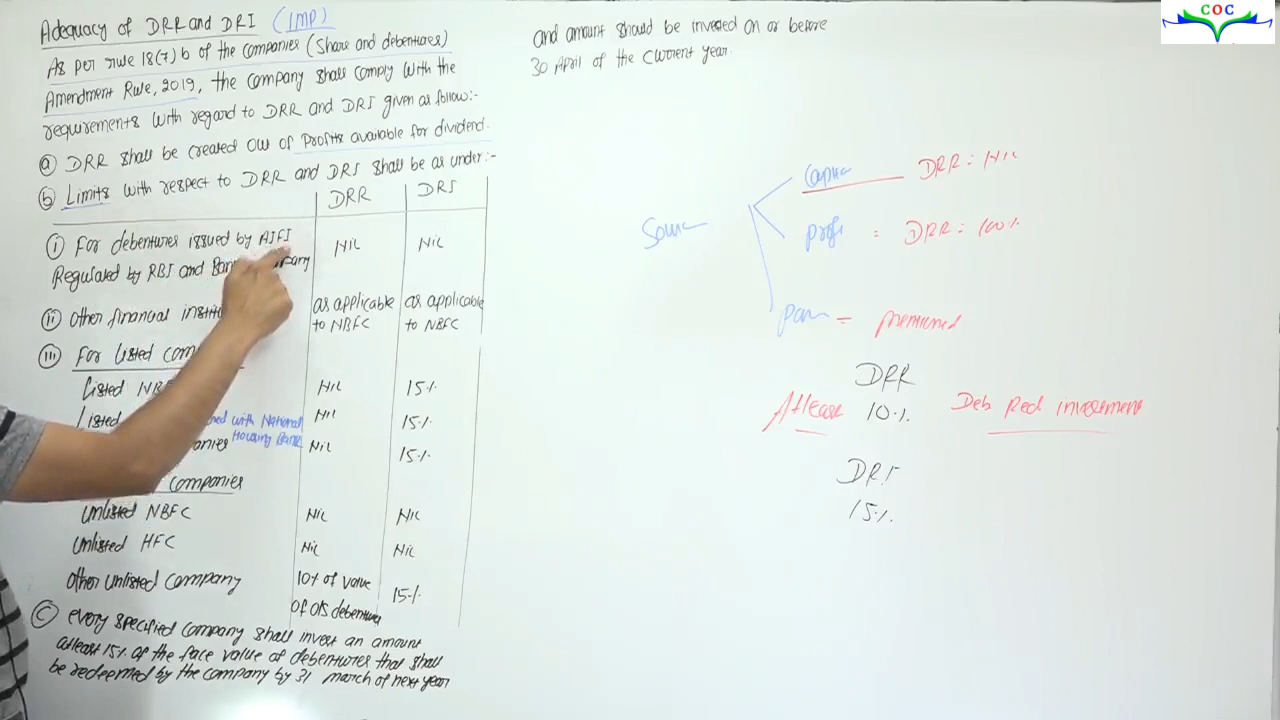 Adequacy of DRR and DRI (IMP)
As per rule 18(7) b of the companies (Share and debentures)
Amendment Rule, 2019, the company shall comply with the
requirements with regard to DRR and DRI given as follow:-
(a) DRR shall be created out of Profits available for dividend.
(b) Limits with respect to DRR and DRI shall be as under:-
DRR DRI
(i) For debentures issued by AIFI Nil Nil
Regulated by RBI and
(ii) Other financial as applicable as applicable
to NBFC to NBFC
(iii) For listed
Listed Nil 15%
Listed with National Nil 15%
Housing Bank Nil 15%
companies
Unlisted NBFC Nil Nil
Unlisted HFC Nil Nil
Other unlisted company 10% of value 15%
of o/s debentures
(C) every specified company shall invest an amount
atleast 15% of the face value of debentures that shall
be redeemed by the company by 31 march of next year
and amount should be invested on or before
30 April of the current year.
DRR = Nil
= DRR = 100%
=
DRR
Atleast 10% Deb Red investment
DRI
15%
COC